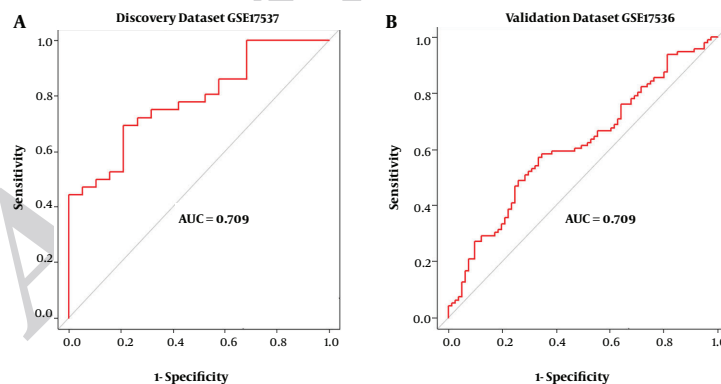 A
Discovery Dataset GSE17537
1.0
0.8
0.6
0.4
0.2
0.0
Sensitivity
AUC = 0.709
0.0 0.2 0.4 0.6 0.8 1.0
1- Specificity
B
Validation Dataset GSE17536
1.0
0.8
0.6
0.4
0.2
0.0
Sensitivity
AUC = 0.709
0.0 0.2 0.4 0.6 0.8 1.0
1- Specificity
A